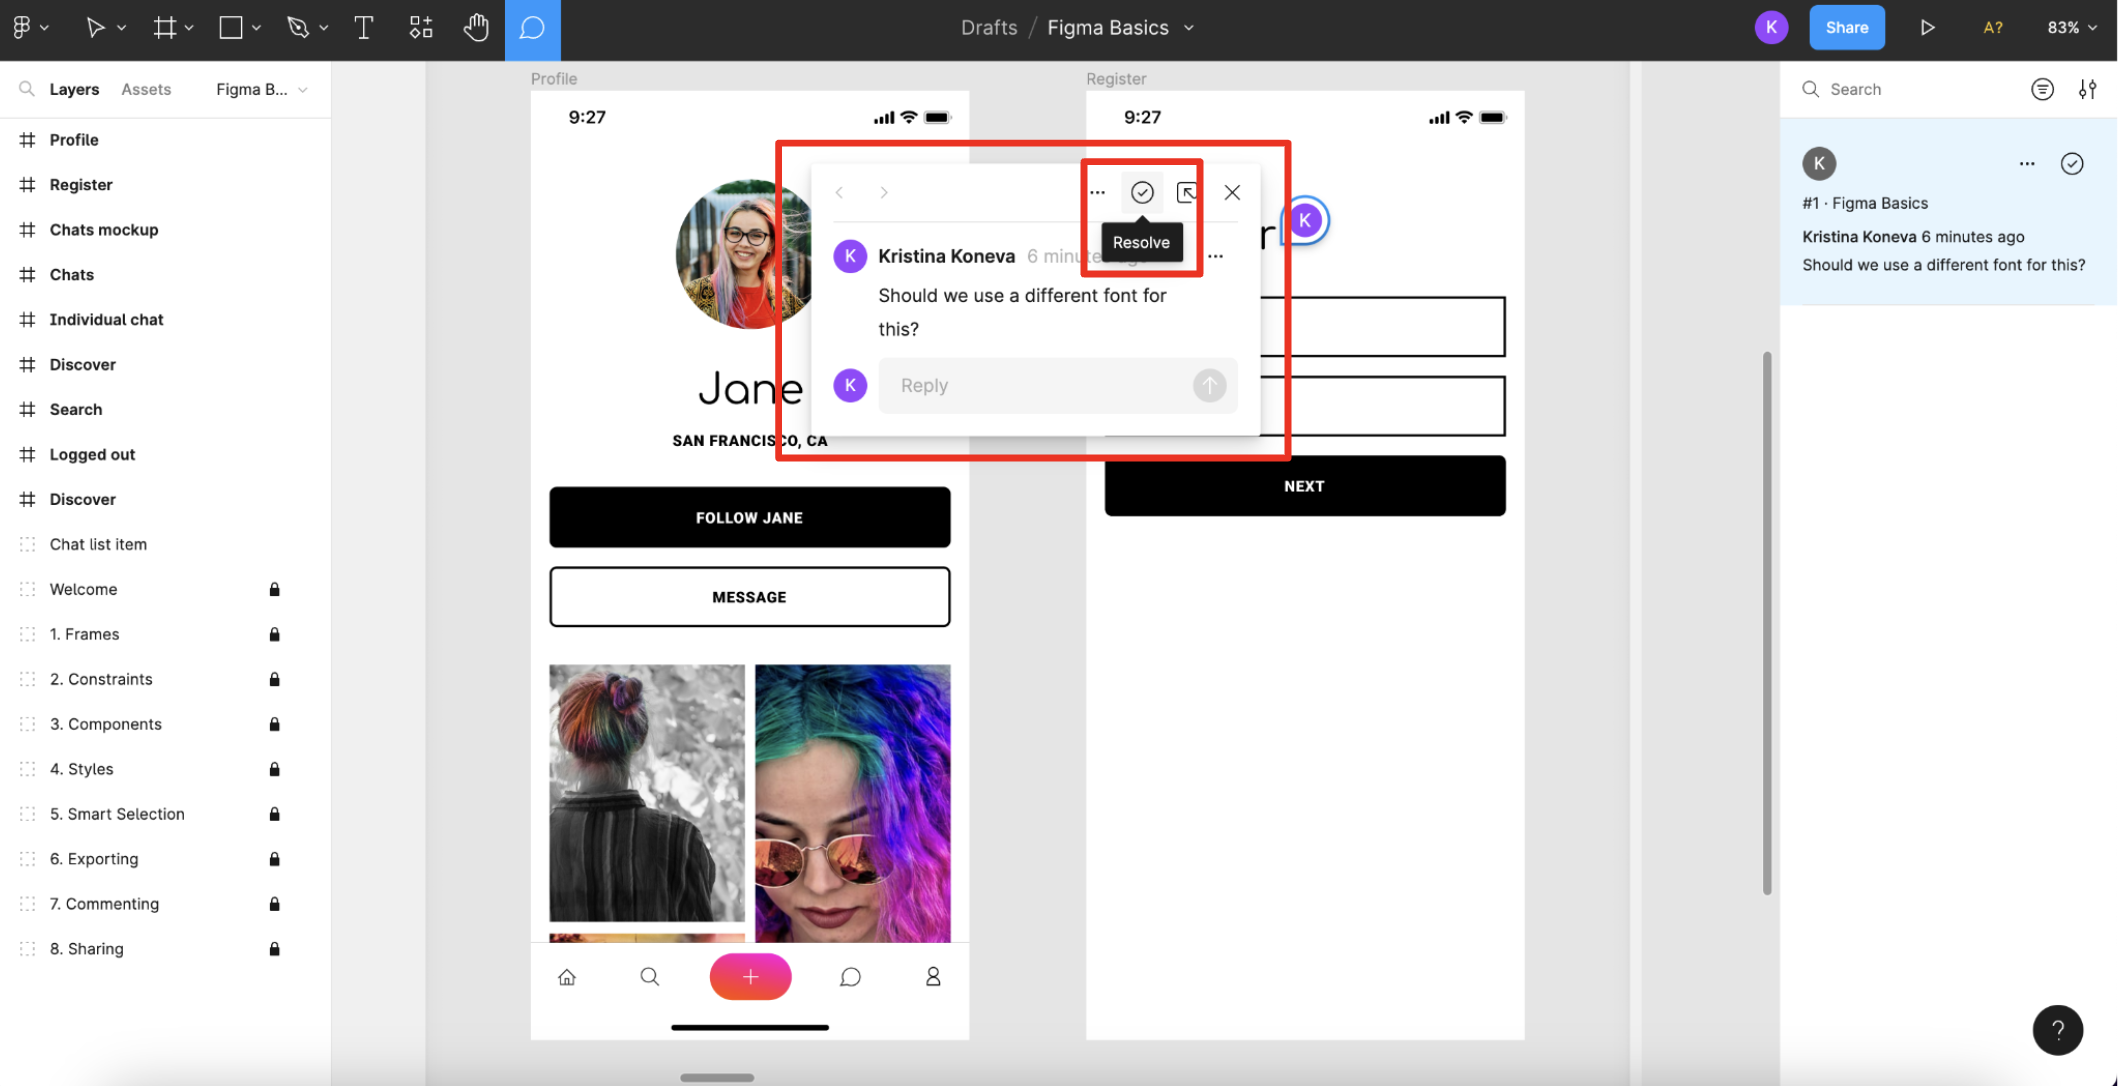 Drafts / Figma Basics
K
Share
A?
83%
Layers
Assets
Figma B...
Profile
Register
Chats mockup
Chats
Individual chat
Discover
Search
Logged out
Discover
Chat list item
Welcome
1. Frames
2. Constraints
3. Components
4. Styles
5. Smart Selection
6. Exporting
7. Commenting
8. Sharing
Profile
9:27
Jane
SAN FRANCISCO, CA
FOLLOW JANE
MESSAGE
Register
9:27
r
K
NEXT
Resolve
K
Kristina Koneva
Should we use a different font for
this?
K
Reply
Search
K
#1 · Figma Basics
Kristina Koneva 6 minutes ago
Should we use a different font for this?
?